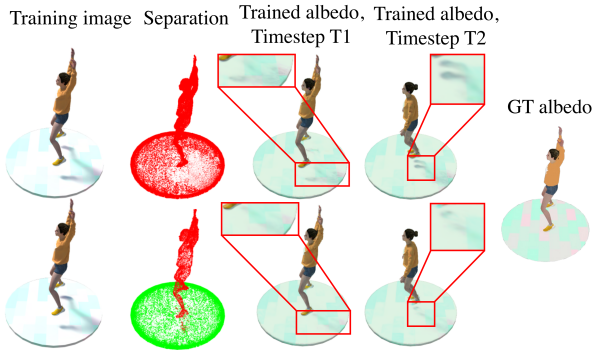 Training image
Separation
Trained albedo,
Timestep T1
Trained albedo,
Timestep T2
GT albedo